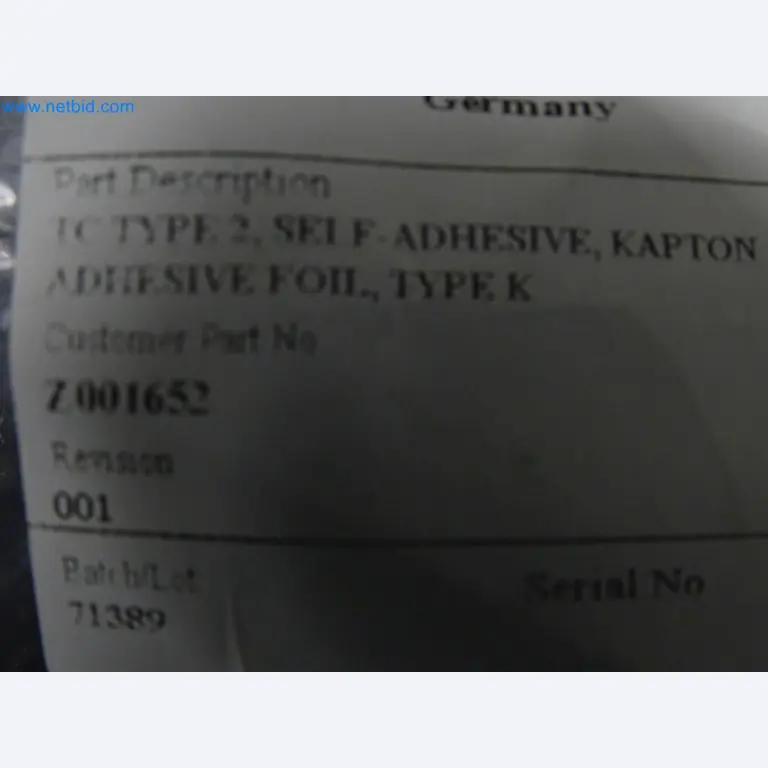 www.netbid.com
Germany
Part Description
TC TYPE 2, SELF-ADHESIVE, KAPTON
ADHESIVE FOIL, TYPE K
Customer Part No
Z001652
Revision
001
Batch/Lot
Serial No
71389